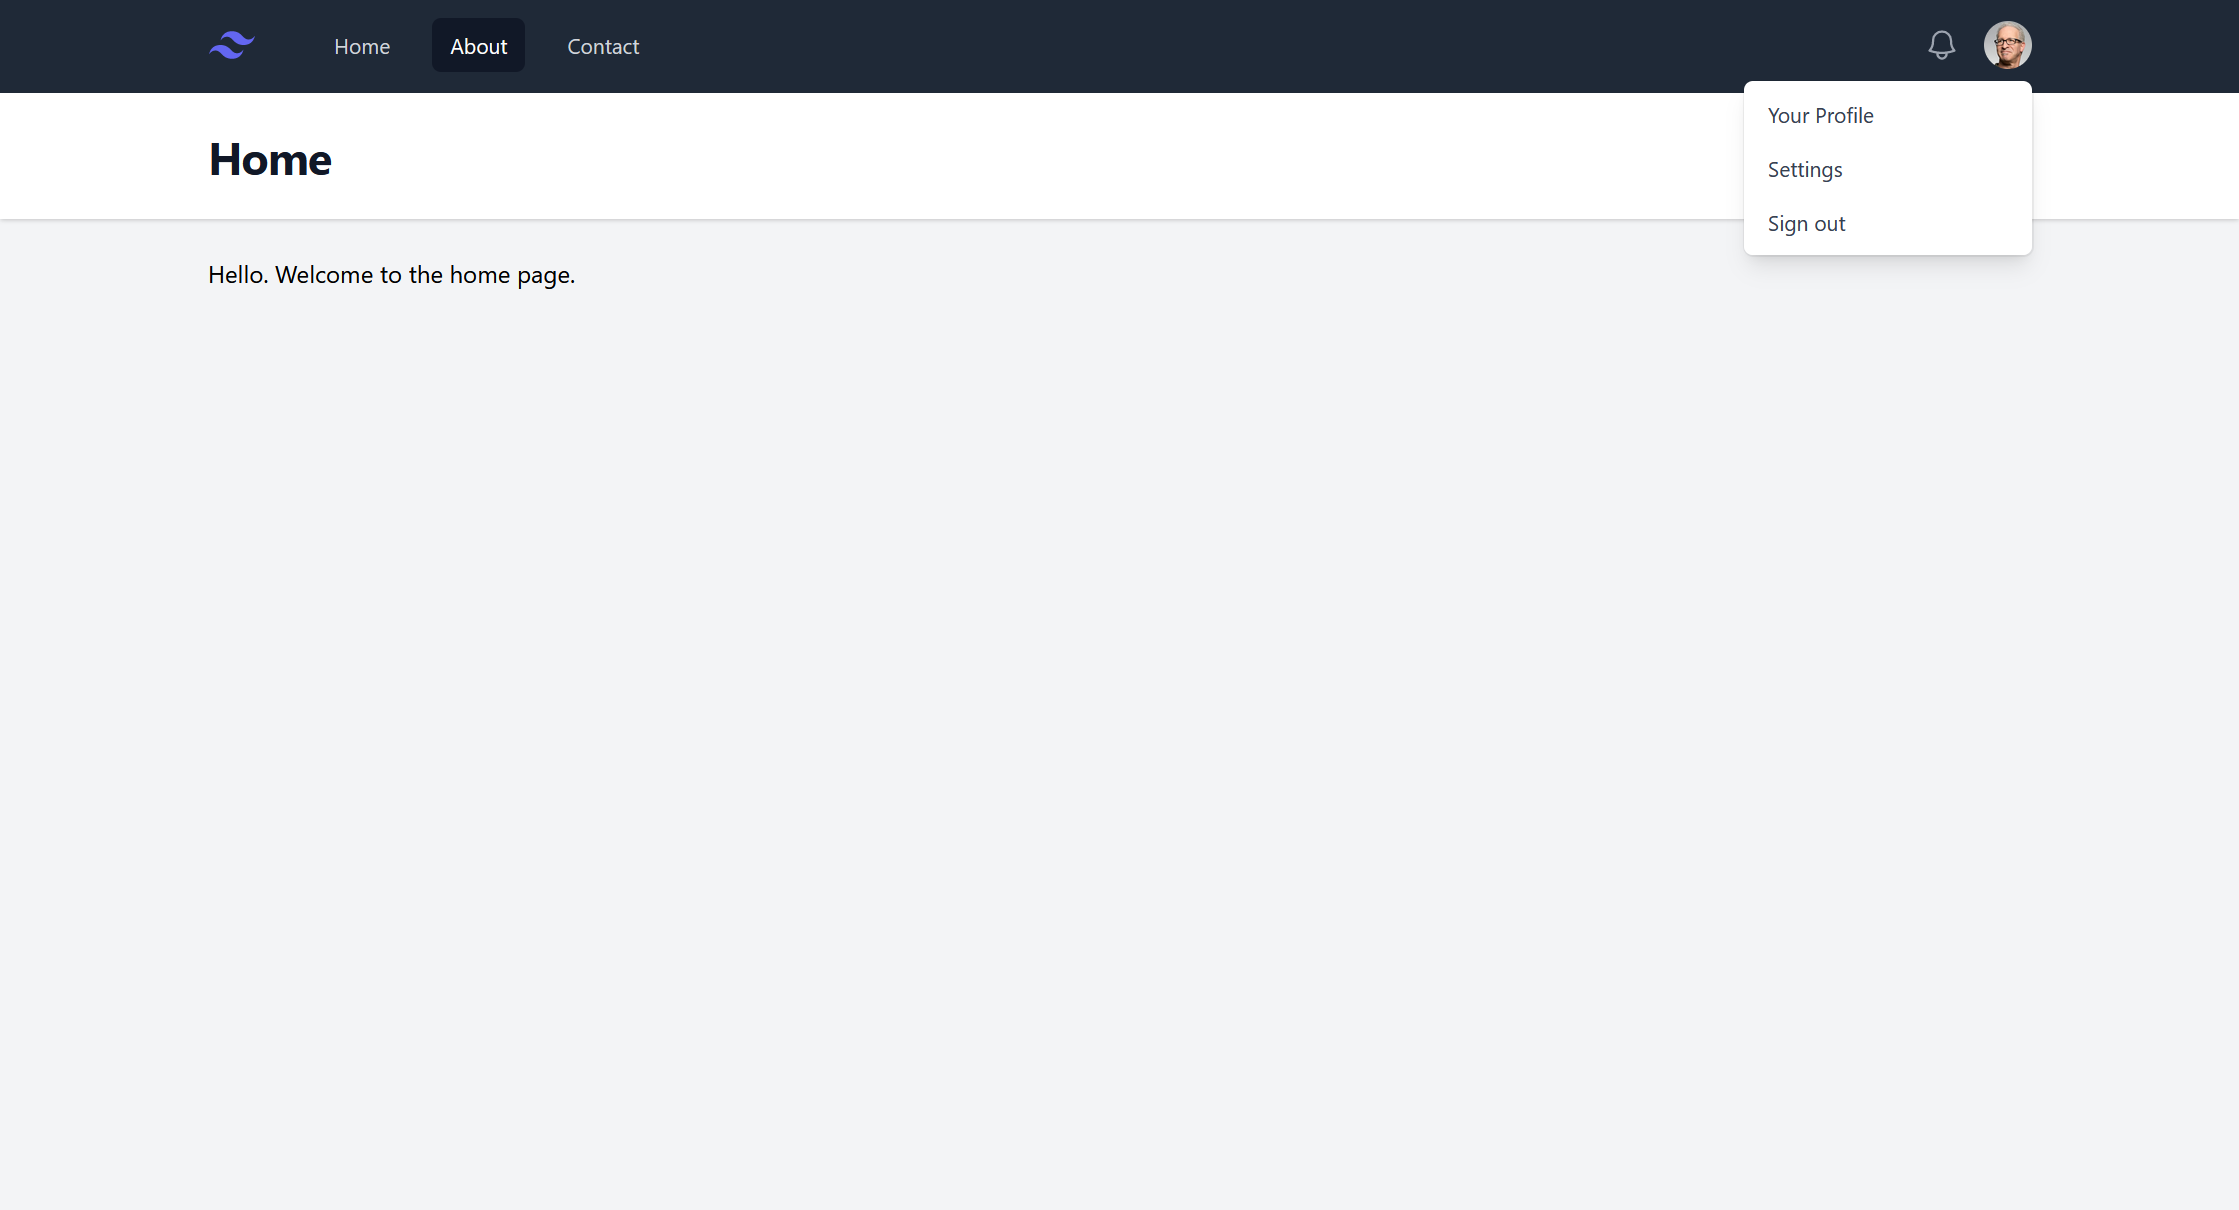 Home
About
Contact
Your Profile
Settings
Sign out
Home
Hello. Welcome to the home page.